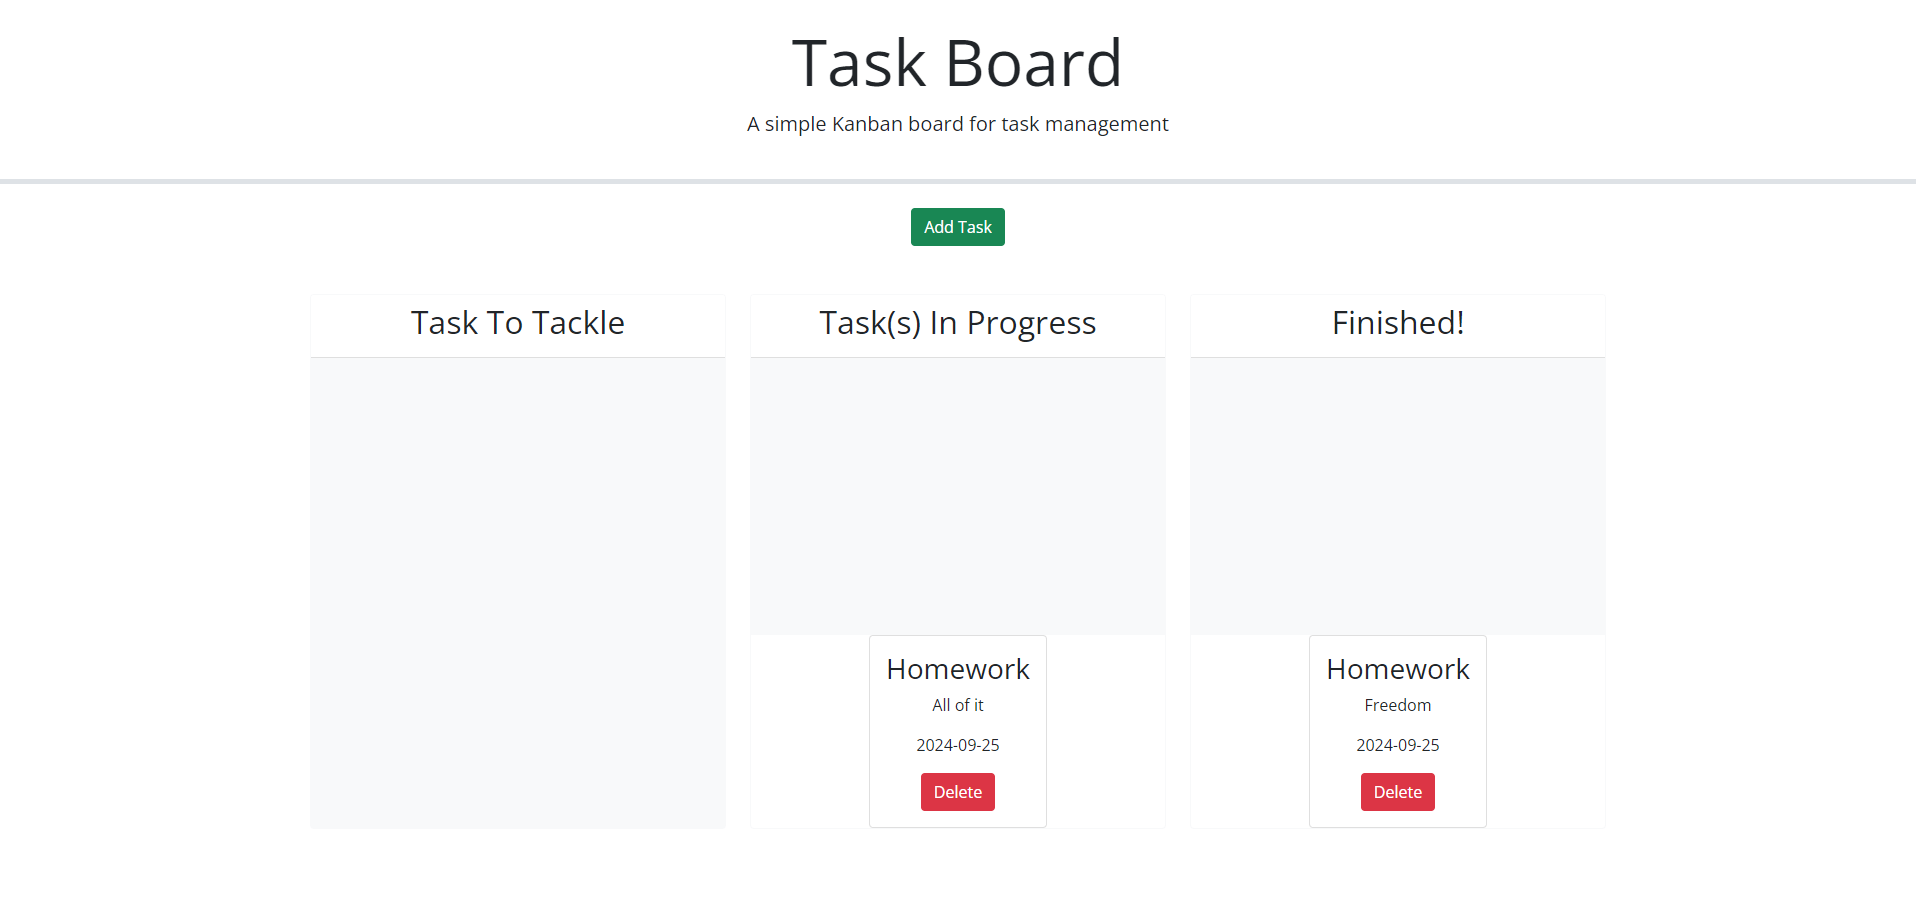 Task Board
A simple Kanban board for task management
Add Task
Task To Tackle
Task(s) In Progress
Homework
All of it
2024-09-25
Delete
Finished!
Homework
Freedom
2024-09-25
Delete